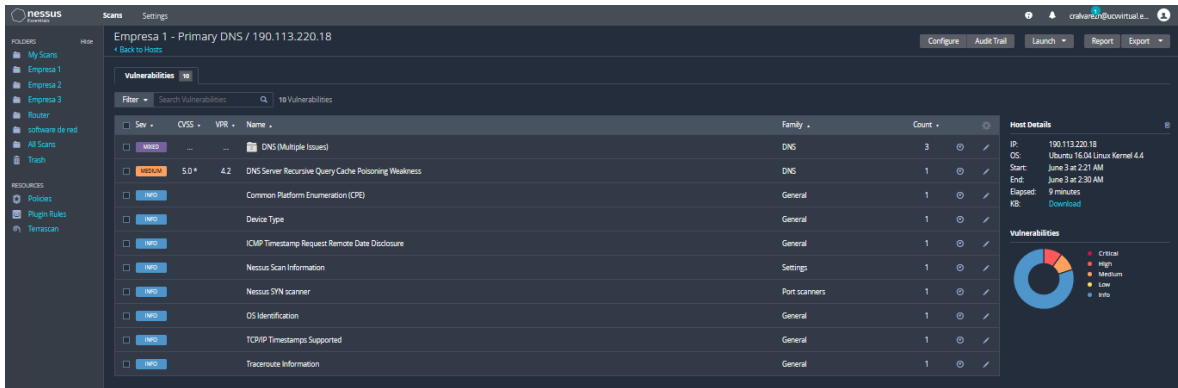 nessus
Essentials
Scans Settings
FOLDERS Hide
My Scans
Empresa 1
Empresa 2
Empresa 3
Router
software de red
All Scans
Trash
RESOURCES
Policies
Plugin Rules
Terrascan
Empresa 1 - Primary DNS / 190.113.220.18
Back to Hosts
Configure Audit Trail Launch Report Export
Vulnerabilities 10
Filter Search Vulnerabilities 10 Vulnerabilities
Sev CVSS VPR Name Family Count
MIXED ... ... DNS (Multiple Issues) DNS 3
MEDIUM 5.0 * 4.2 DNS Server Recursive Query Cache Poisoning Weakness DNS 1
INFO Common Platform Enumeration (CPE) General 1
INFO Device Type General 1
INFO ICMP Timestamp Request Remote Date Disclosure General 1
INFO Nessus Scan Information Settings 1
INFO Nessus SYN scanner Port scanners 1
INFO OS Identification General 1
INFO TCP/IP Timestamps Supported General 1
INFO Traceroute Information General 1
Host Details
IP: 190.113.220.18
OS: Ubuntu 16.04 Linux Kernel 4.4
Start: June 3 at 2:21 AM
End: June 3 at 2:30 AM
Elapsed: 9 minutes
KB: Download
Vulnerabilities
Critical
High
Medium
Low
Info